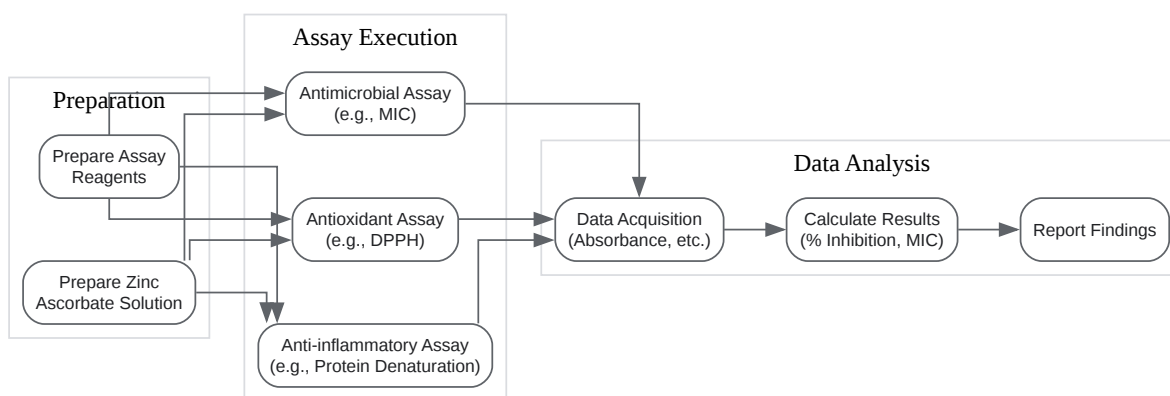 Preparation
Prepare Assay
Reagents
Prepare Zinc
Ascorbate Solution
Assay Execution
Antimicrobial Assay
(e.g., MIC)
Antioxidant Assay
(e.g., DPPH)
Anti-inflammatory Assay
(e.g., Protein Denaturation)
Data Analysis
Data Acquisition
(Absorbance, etc.)
Calculate Results
(% Inhibition, MIC)
Report Findings